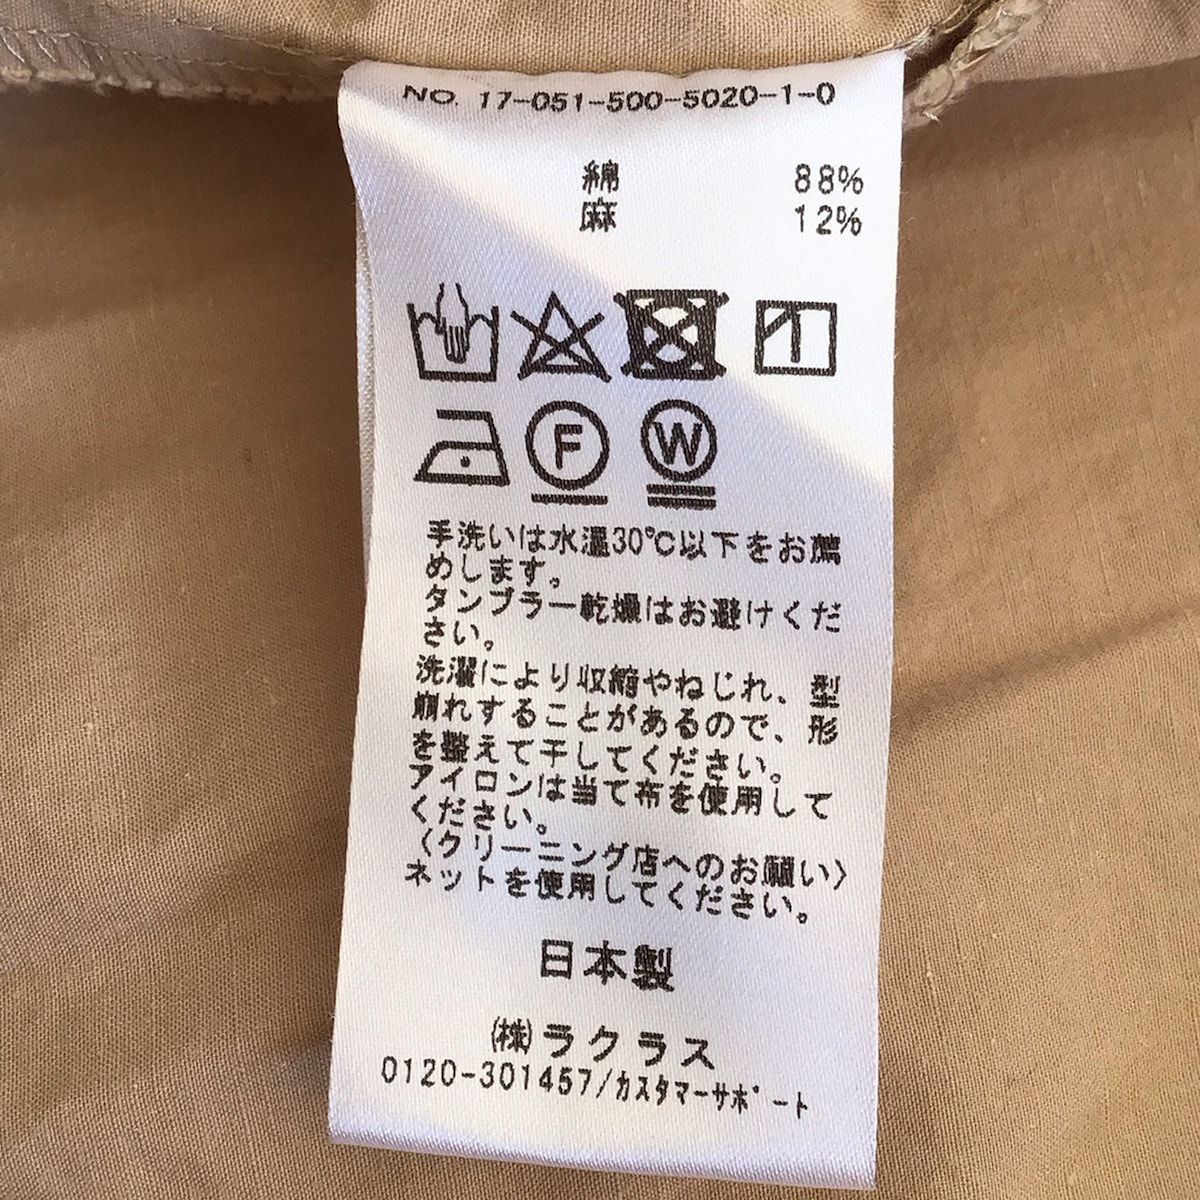 NO. 17-051-500-5020-1-0
綿 88%
麻 12%
F W
手洗いは水温30℃以下をお薦
めします。
タンブラー乾燥はお避けくだ
さい。
洗濯により収縮やねじれ、型
崩れすることがあるので、形
を整えて干してください。
アイロンは当て布を使用して
ください。
〈クリーニング店へのお願い〉
ネットを使用してください。
日本製
㈱ラクラス
0120-301457/カスタマーサポート